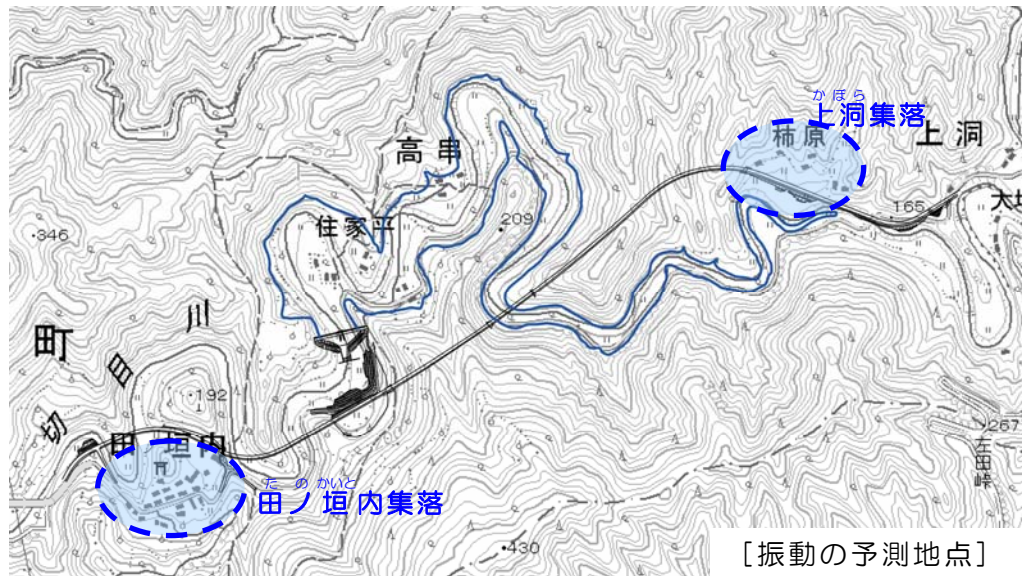 かほら
上洞集落
柿原
上洞
高串
165
大
209
住家平
346
川
町
目
192
切
田 垣内
267
たのかいと
田ノ垣内集落
左田峠
430
[振動の予測地点]